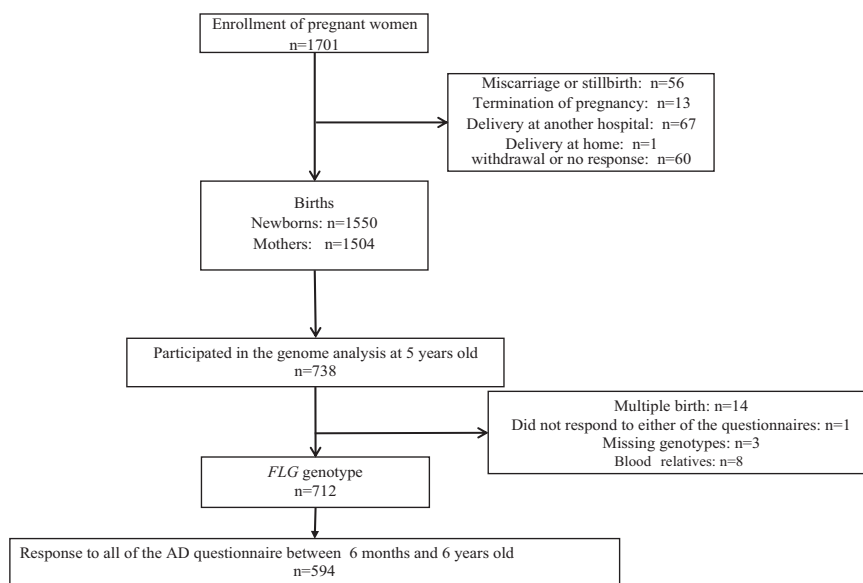 Enrollment of pregnant women
n=1701
Miscarriage or stillbirth: n=56
Termination of pregnancy: n=13
Delivery at another hospital: n=67
Delivery at home: n=1
withdrawal or no response: n=60
Births
Newborns: n=1550
Mothers: n=1504
Participated in the genome analysis at 5 years old
n=738
Multiple birth: n=14
Did not respond to either of the questionnaires: n=1
Missing genotypes: n=3
Blood relatives: n=8
FLG genotype
n=712
Response to all of the AD questionnaire between 6 months and 6 years old
n=594